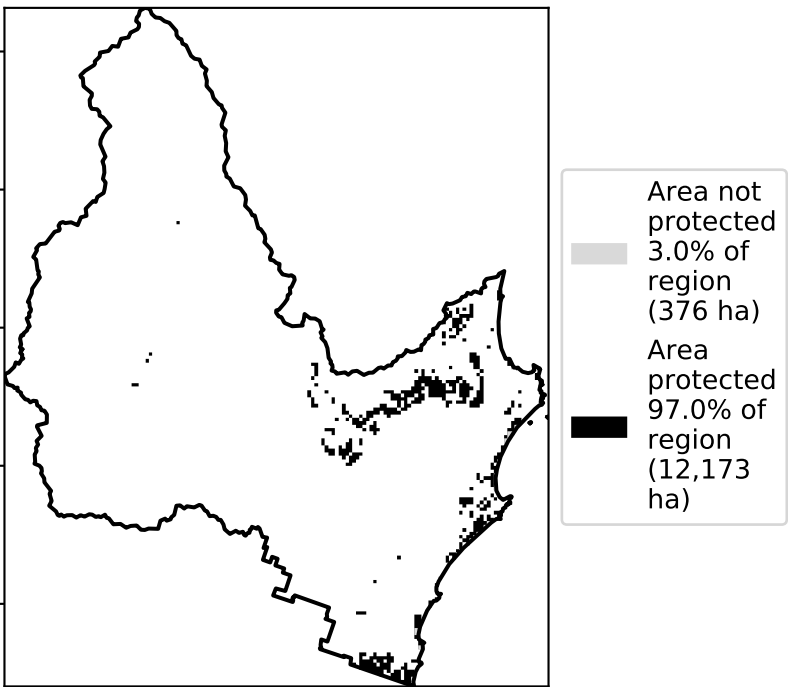 Area not
protected
3.0% of
region
(376 ha)
Area
protected
97.0% of
region
(12,173
ha)